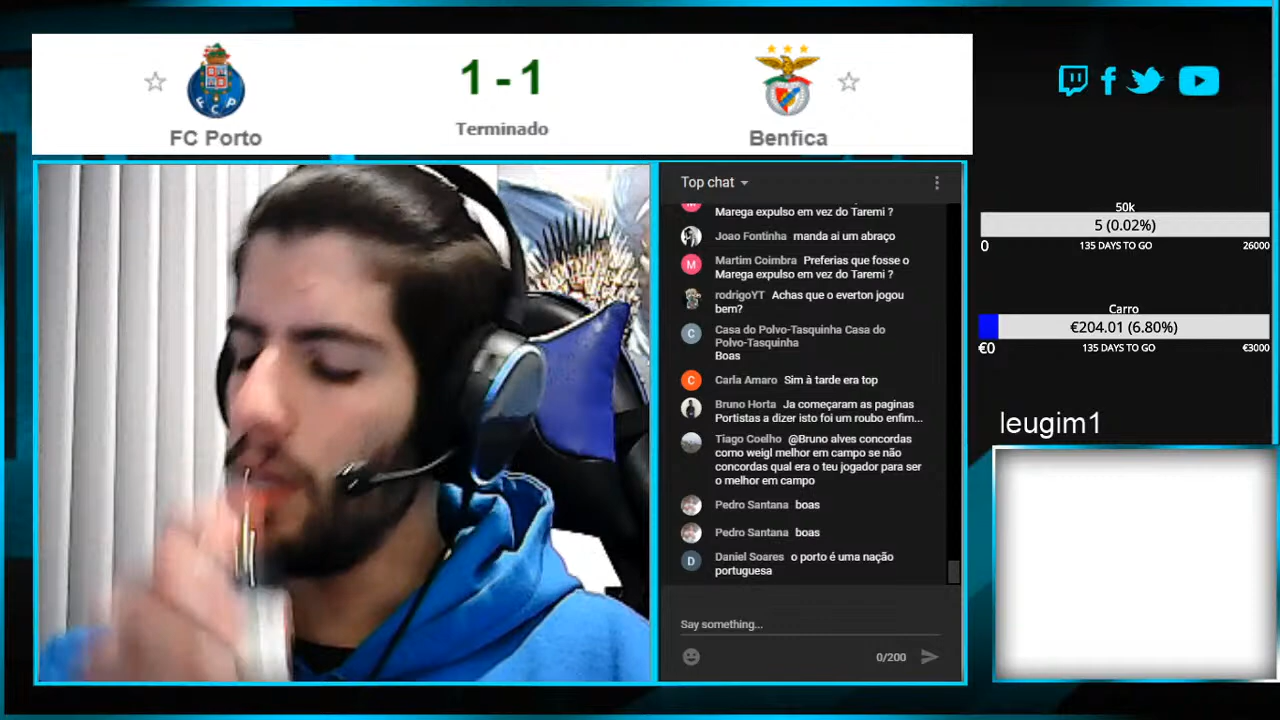 FCP
1 - 1
Terminado
FC Porto
Benfica
Top chat
Marega expulso em vez do Taremi ?
Joao Fontinha manda ai um abraço
M
Martim Coimbra Preferias que fosse o
Marega expulso em vez do Taremi ?
rodrigoYT Achas que o everton jogou
bem?
C
Casa do Polvo-Tasquinha Casa do
Polvo-Tasquinha
Boas
C
Carla Amaro Sim à tarde era top
Bruno Horta Ja começaram as paginas
Portistas a dizer isto foi um roubo enfim...
Tiago Coelho @Bruno alves concordas
como weigl melhor em campo se não
concordas qual era o teu jogador para ser
o melhor em campo
Pedro Santana boas
Pedro Santana boas
D
Daniel Soares o porto é uma nação
portuguesa
Say something...
0/200
50k
5 (0.02%)
0
135 DAYS TO GO
26000
Carro
€204.01 (6.80%)
€0
135 DAYS TO GO
€3000
leugim1